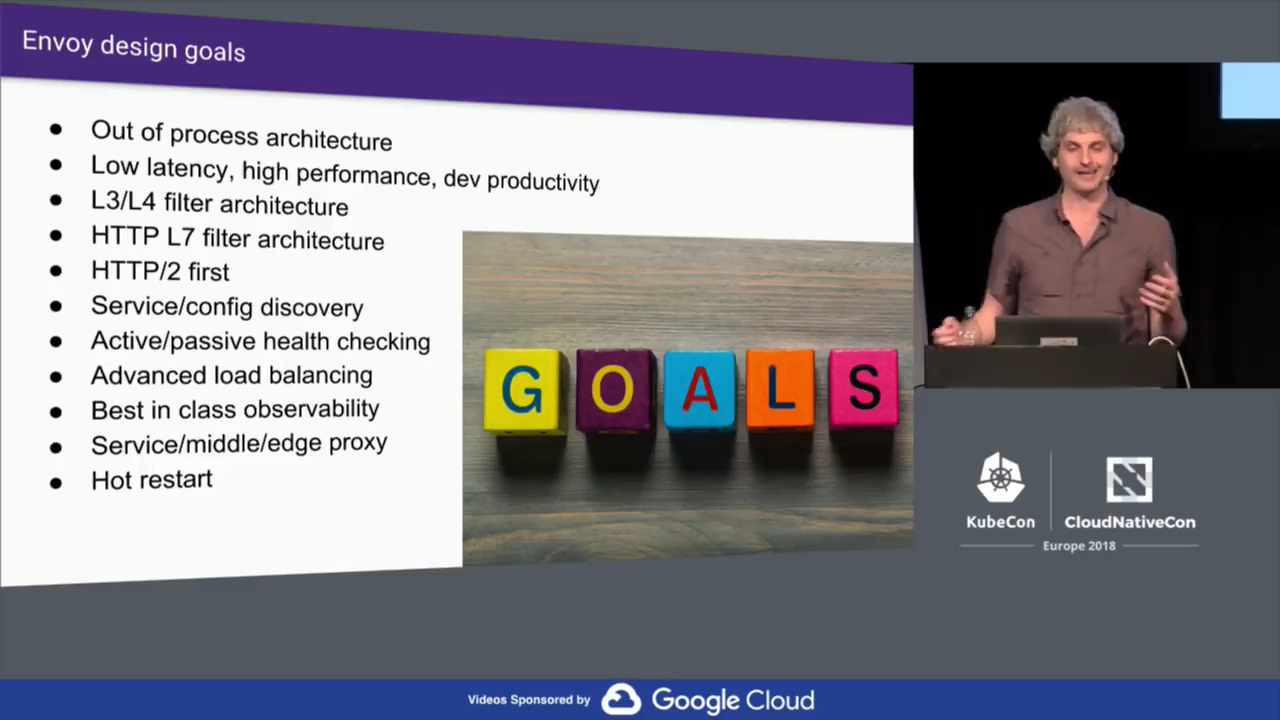 Envoy design goals
Out of process architecture
Low latency, high performance, dev productivity
L3/L4 filter architecture
HTTP L7 filter architecture
HTTP/2 first
Service/config discovery
Active/passive health checking
Advanced load balancing
Best in class observability
Service/middle/edge proxy
Hot restart
GOALS
KubeCon
CloudNativeCon
Europe 2018
Videos Sponsored by Google Cloud